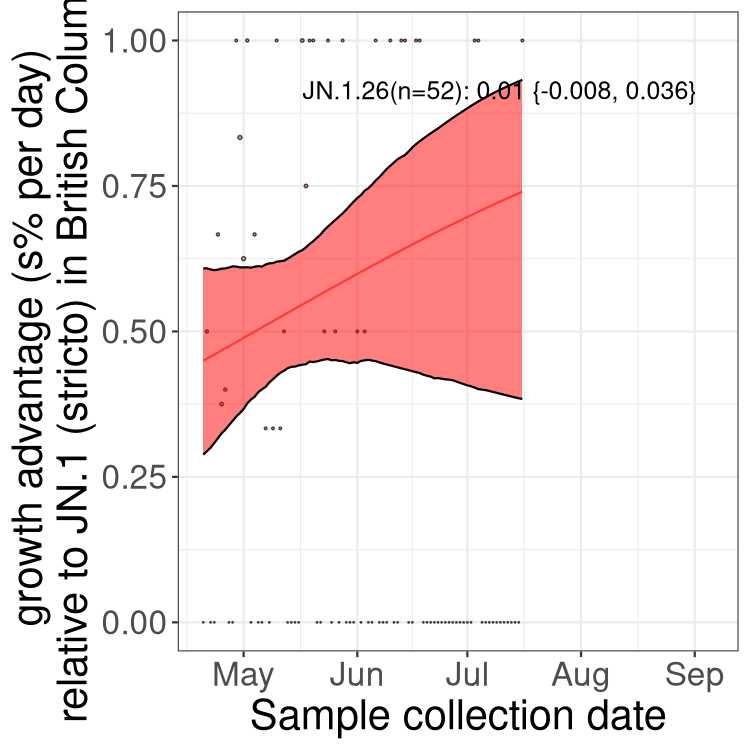 growth advantage (s% per day)
relative to JN.1 (stricto) in British Colum
1.00
0.75
0.50
0.25
0.00
JN.1.26(n=52): 0.01 {-0.008, 0.036}
May Jun Jul Aug Sep
Sample collection date